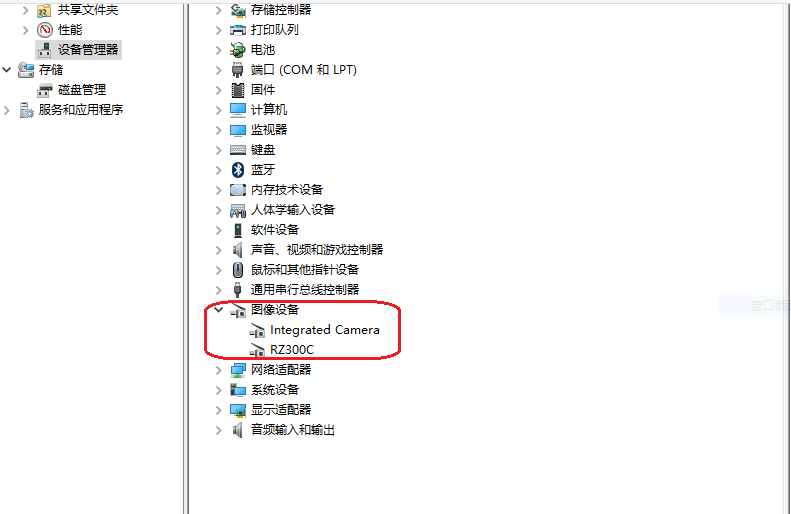 共享文件夹
性能
设备管理器
存储
磁盘管理
服务和应用程序
存储控制器
打印队列
电池
端口 (COM 和 LPT)
固件
计算机
监视器
键盘
蓝牙
内存技术设备
人体学输入设备
软件设备
声音、视频和游戏控制器
鼠标和其他指针设备
通用串行总线控制器
图像设备
Integrated Camera
RZ300C
网络适配器
系统设备
显示适配器
音频输入和输出